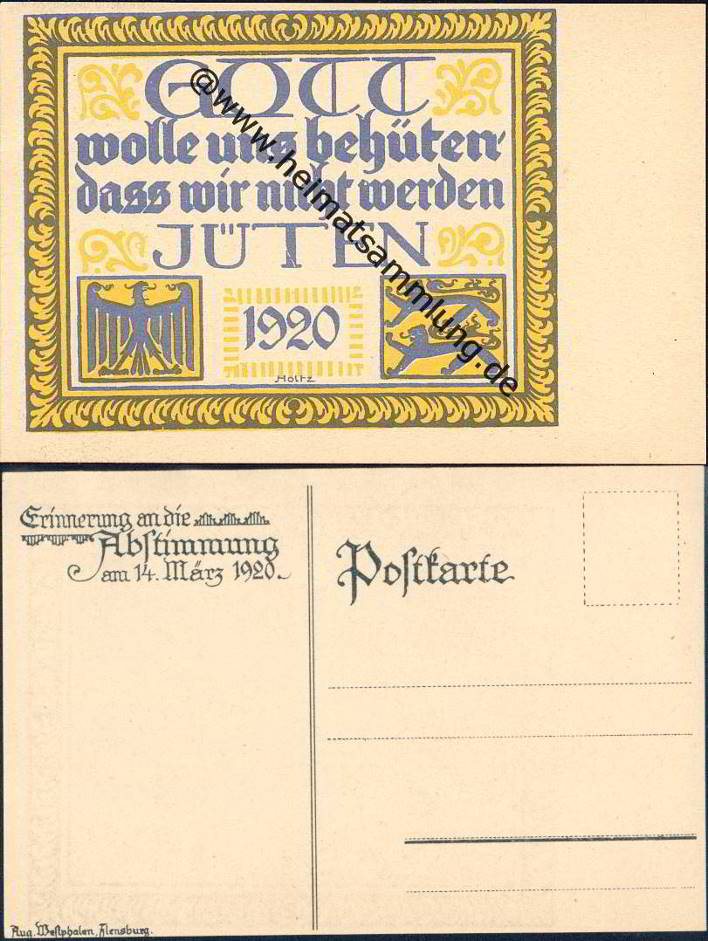 GOTT
wolle uns behüten
dass wir nicht werden
JÜTEN
1920
Holtz
@www.heimatsammlung.de
Erinnerung an die
Abstimmung
am 14. März 1920.
Postkarte
Aug. Westphalen, Flensburg.